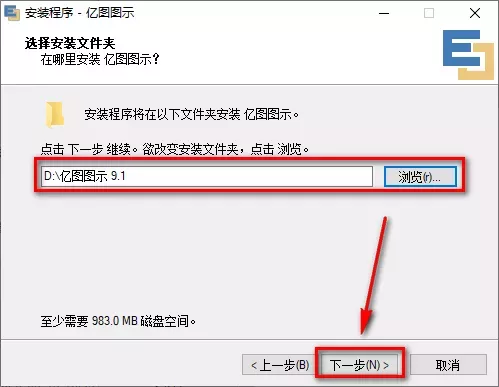 安装程序 - 亿图图示
选择安装文件夹
在哪里安装 亿图图示?
安装程序将在以下文件夹安装 亿图图示。
点击 下一步 继续。欲改变安装文件夹，点击 浏览。
D:\亿图图示 9.1
浏览(r)...
至少需要 983.0 MB 磁盘空间。
< 上一步(B)
下一步(N) >
取消